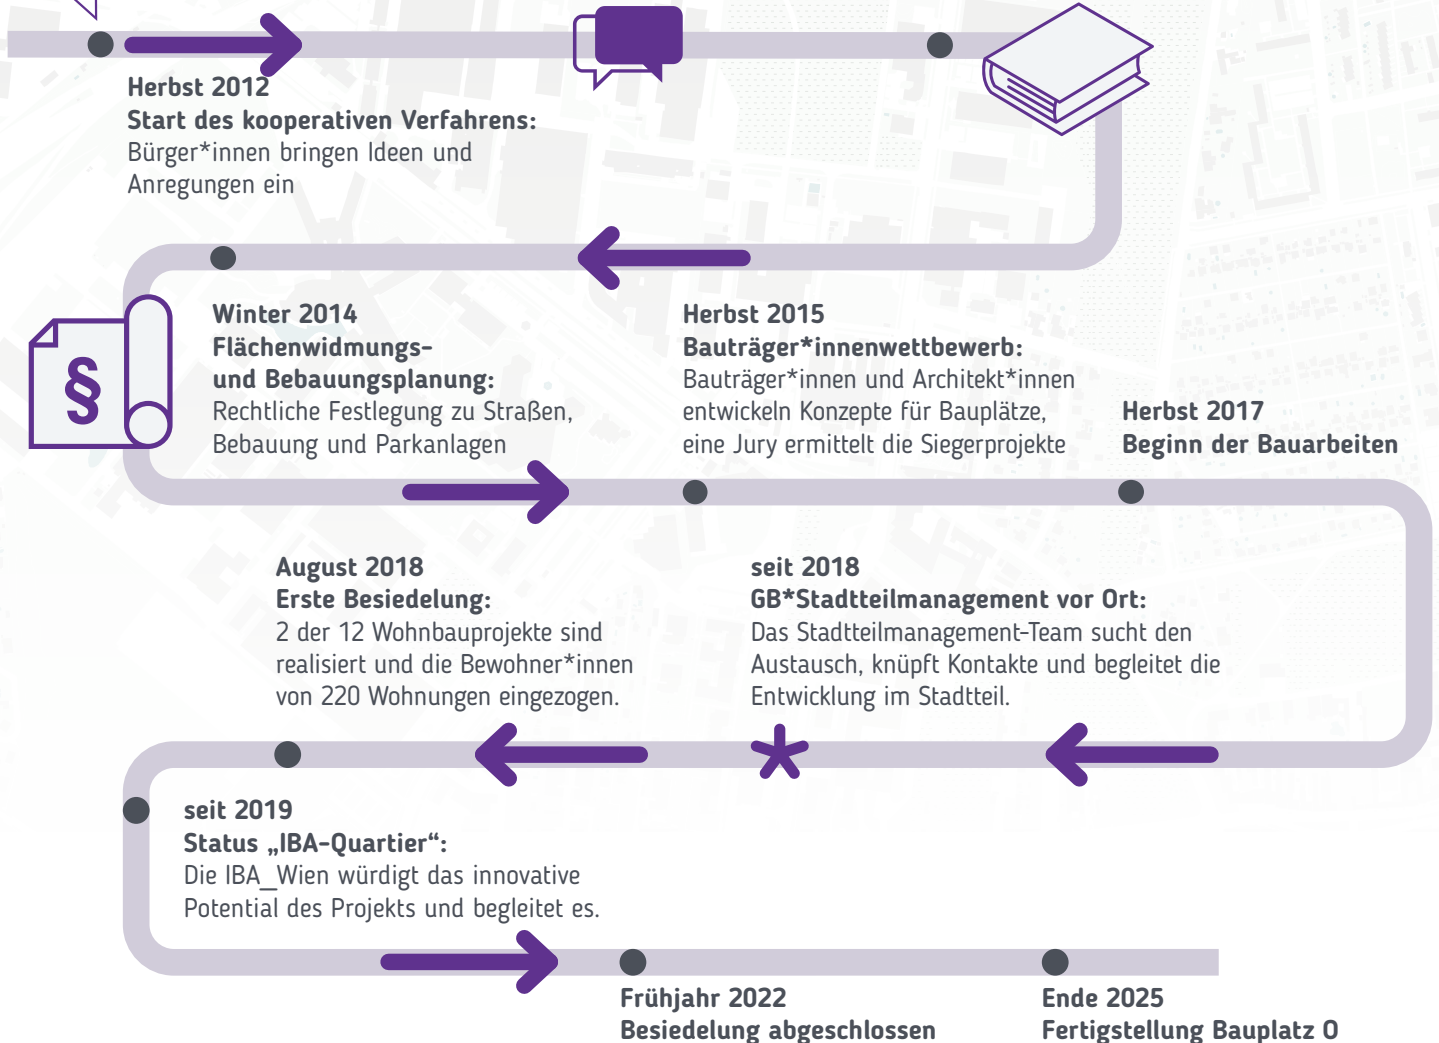 Herbst 2012
Start des kooperativen Verfahrens:
Bürger*innen bringen Ideen und
Anregungen ein
§
Winter 2014
Flächenwidmungs-
und Bebauungsplanung:
Rechtliche Festlegung zu Straßen,
Bebauung und Parkanlagen
Herbst 2015
Bauträger*innenwettbewerb:
Bauträger*innen und Architekt*innen
entwickeln Konzepte für Bauplätze,
eine Jury ermittelt die Siegerprojekte
Herbst 2017
Beginn der Bauarbeiten
August 2018
Erste Besiedelung:
2 der 12 Wohnbauprojekte sind
realisiert und die Bewohner*innen
von 220 Wohnungen eingezogen.
seit 2018
GB*Stadtteilmanagement vor Ort:
Das Stadtteilmanagement-Team sucht den
Austausch, knüpft Kontakte und begleitet die
Entwicklung im Stadtteil.
seit 2019
Status „IBA-Quartier“:
Die IBA_Wien würdigt das innovative
Potential des Projekts und begleitet es.
Frühjahr 2022
Besiedelung abgeschlossen
Ende 2025
Fertigstellung Bauplatz O